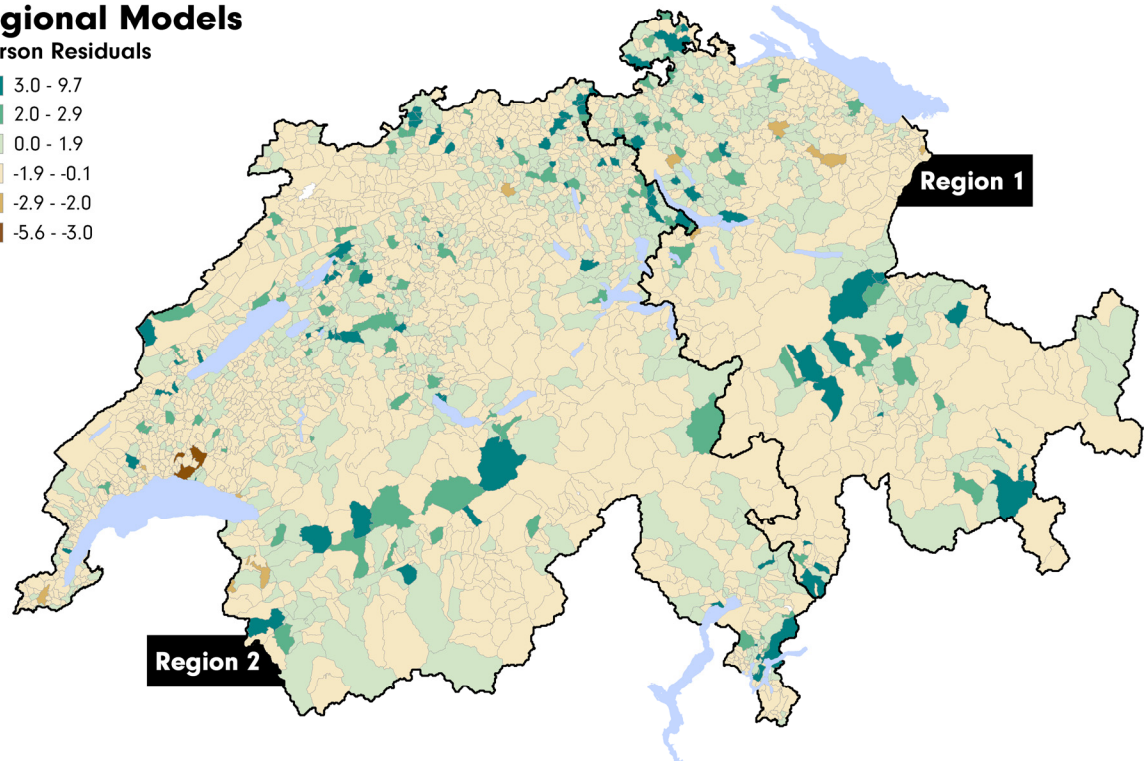 gional Models
rson Residuals
3.0 - 9.7
2.0 - 2.9
0.0 - 1.9
-1.9 - -0.1
-2.9 - -2.0
-5.6 - -3.0
Region 1
Region 2